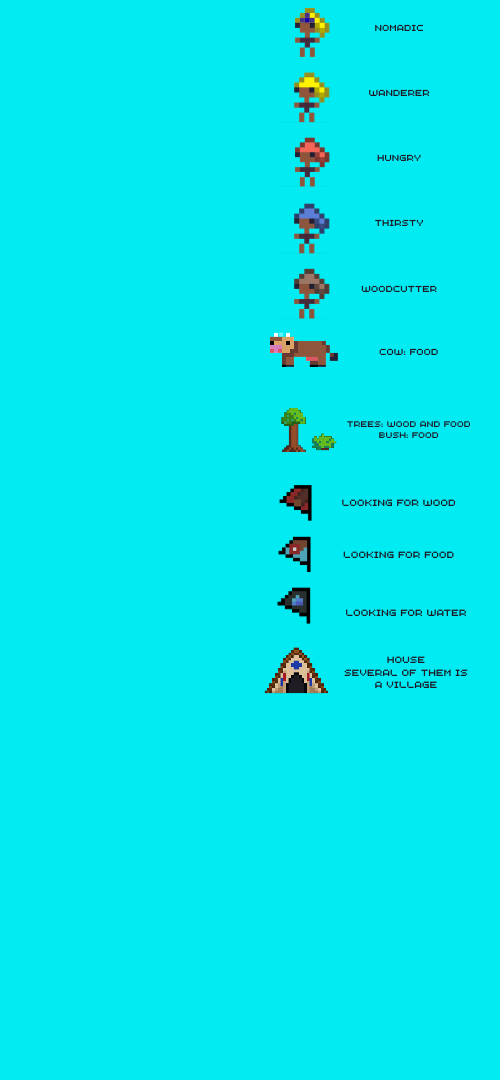 NOMADIC
WANDERER
HUNGRY
THIRSTY
WOODCUTTER
COW: FOOD
TREES: WOOD AND FOOD
BUSH: FOOD
LOOKING FOR WOOD
LOOKING FOR FOOD
LOOKING FOR WATER
HOUSE
SEVERAL OF THEM IS
A VILLAGE